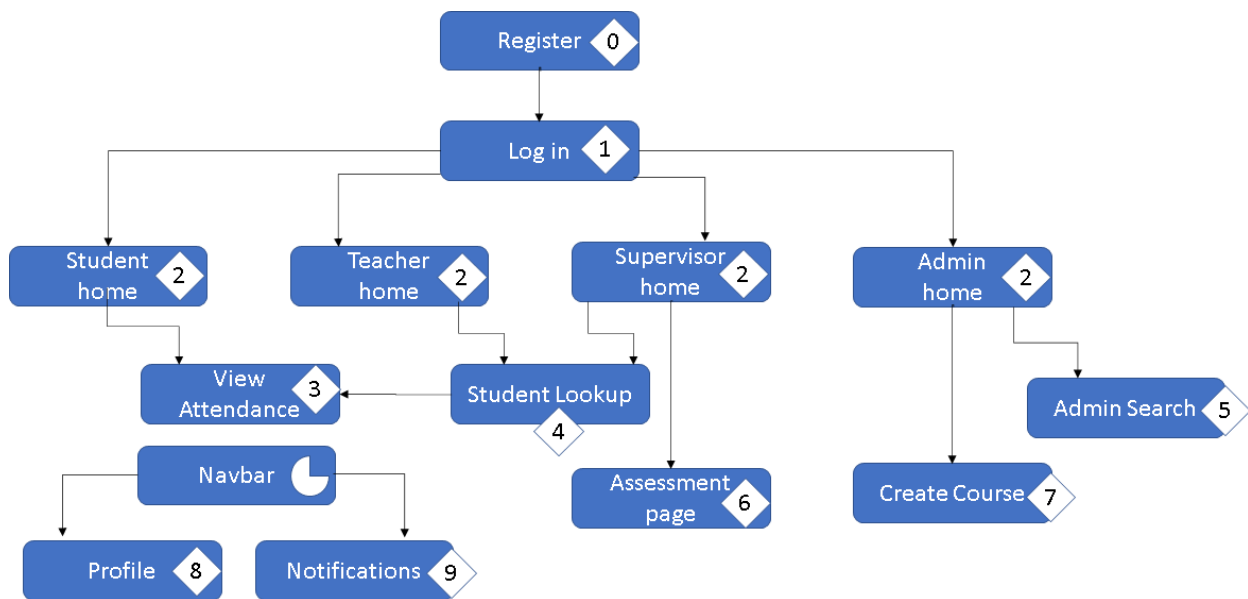 Register 0
Log in 1
Student
home 2
Teacher
home 2
Supervisor
home 2
Admin
home 2
View
Attendance 3
Student Lookup
4
Admin Search 5
Navbar
Assessment
page 6
Create Course 7
Profile 8
Notifications 9